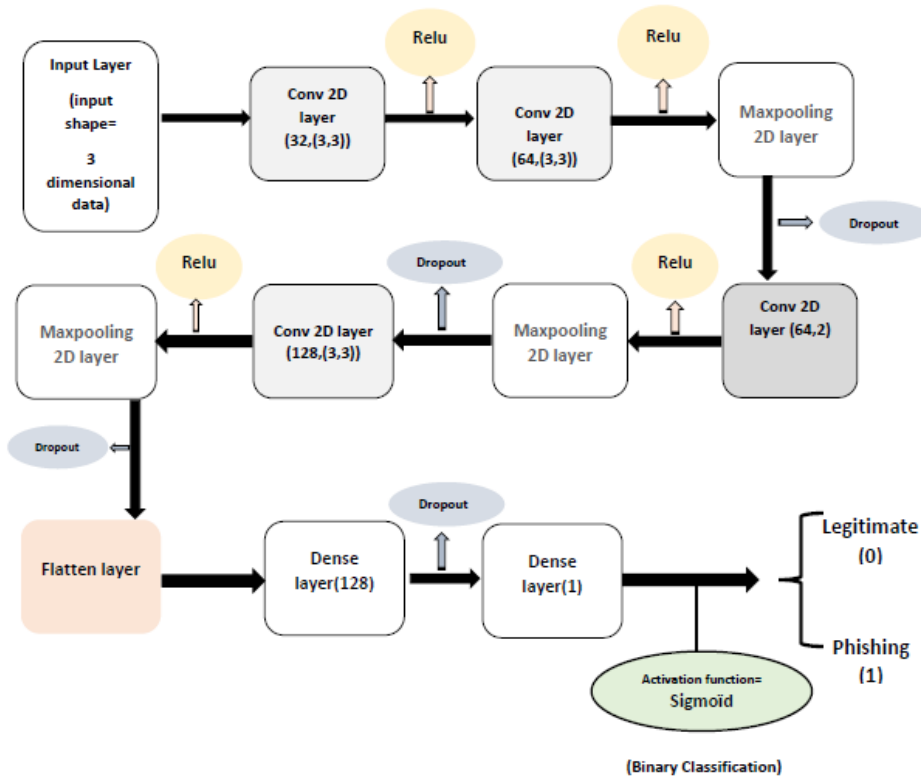 Input Layer
(input
shape=
3
dimensional
data)
Conv 2D
layer
(32,(3,3))
Relu
Conv 2D
layer
(64,(3,3))
Relu
Maxpooling
2D layer
Dropout
Conv 2D
layer (64,2)
Relu
Maxpooling
2D layer
Dropout
Conv 2D layer
(128,(3,3))
Relu
Maxpooling
2D layer
Dropout
Flatten layer
Dense
layer(128)
Dropout
Dense
layer(1)
Activation function=
Sigmoïd
(Binary Classification)
Legitimate
(0)
Phishing
(1)